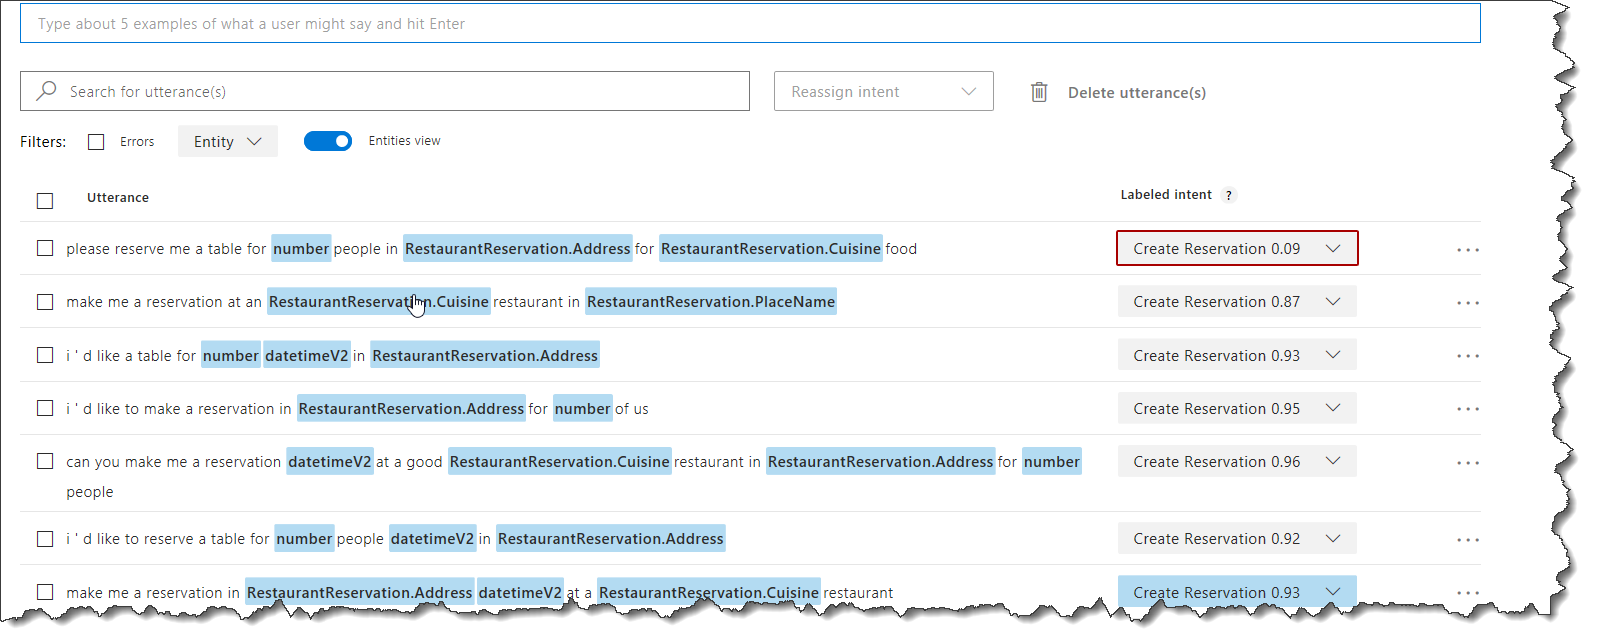 Type about 5 examples of what a user might say and hit Enter
Search for utterance(s)
Reassign intent
Delete utterance(s)
Filters:
Errors
Entity
Entities view
Utterance
Labeled intent ?
please reserve me a table for number people in RestaurantReservation.Address for RestaurantReservation.Cuisine food
Create Reservation 0.09
make me a reservation at an RestaurantReservation.Cuisine restaurant in RestaurantReservation.PlaceName
Create Reservation 0.87
i ' d like a table for number datetimeV2 in RestaurantReservation.Address
Create Reservation 0.93
i ' d like to make a reservation in RestaurantReservation.Address for number of us
Create Reservation 0.95
can you make me a reservation datetimeV2 at a good RestaurantReservation.Cuisine restaurant in RestaurantReservation.Address for number
people
Create Reservation 0.96
i ' d like to reserve a table for number people datetimeV2 in RestaurantReservation.Address
Create Reservation 0.92
make me a reservation in RestaurantReservation.Address datetimeV2 at a RestaurantReservation.Cuisine restaurant
Create Reservation 0.93